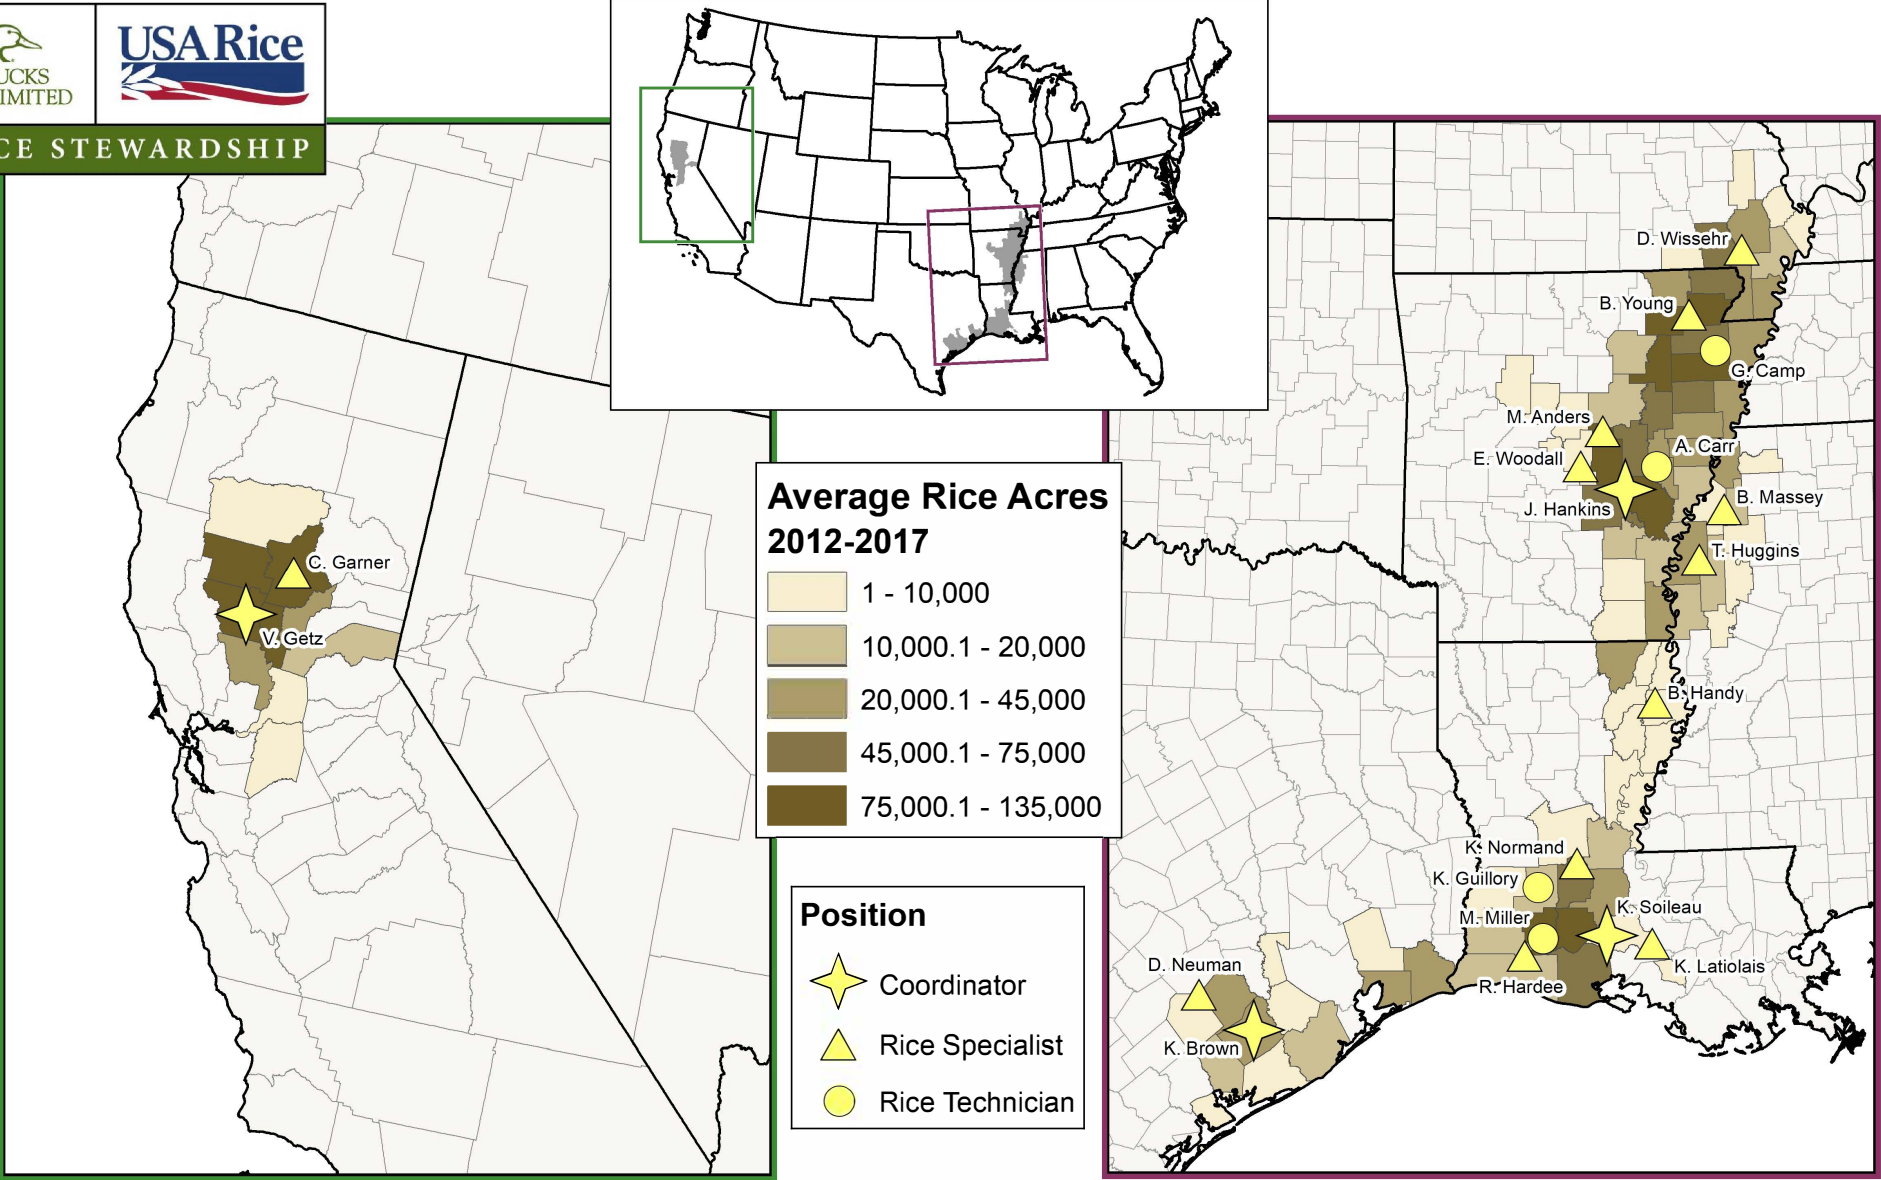 UCKS
IMITED
USA Rice
CE STEWARDSHIP
C. Garner
V. Getz
Average Rice Acres
2012-2017
1 - 10,000
10,000.1 - 20,000
20,000.1 - 45,000
45,000.1 - 75,000
75,000.1 - 135,000
Position
Coordinator
Rice Specialist
Rice Technician
D. Wissehr
B. Young
G. Camp
M. Anders
A. Carr
E. Woodall
B. Massey
J. Hankins
T. Huggins
B. Handy
K. Normand
K. Guillory
K. Soileau
M. Miller
K. Latiolais
R. Hardee
D. Neuman
K. Brown